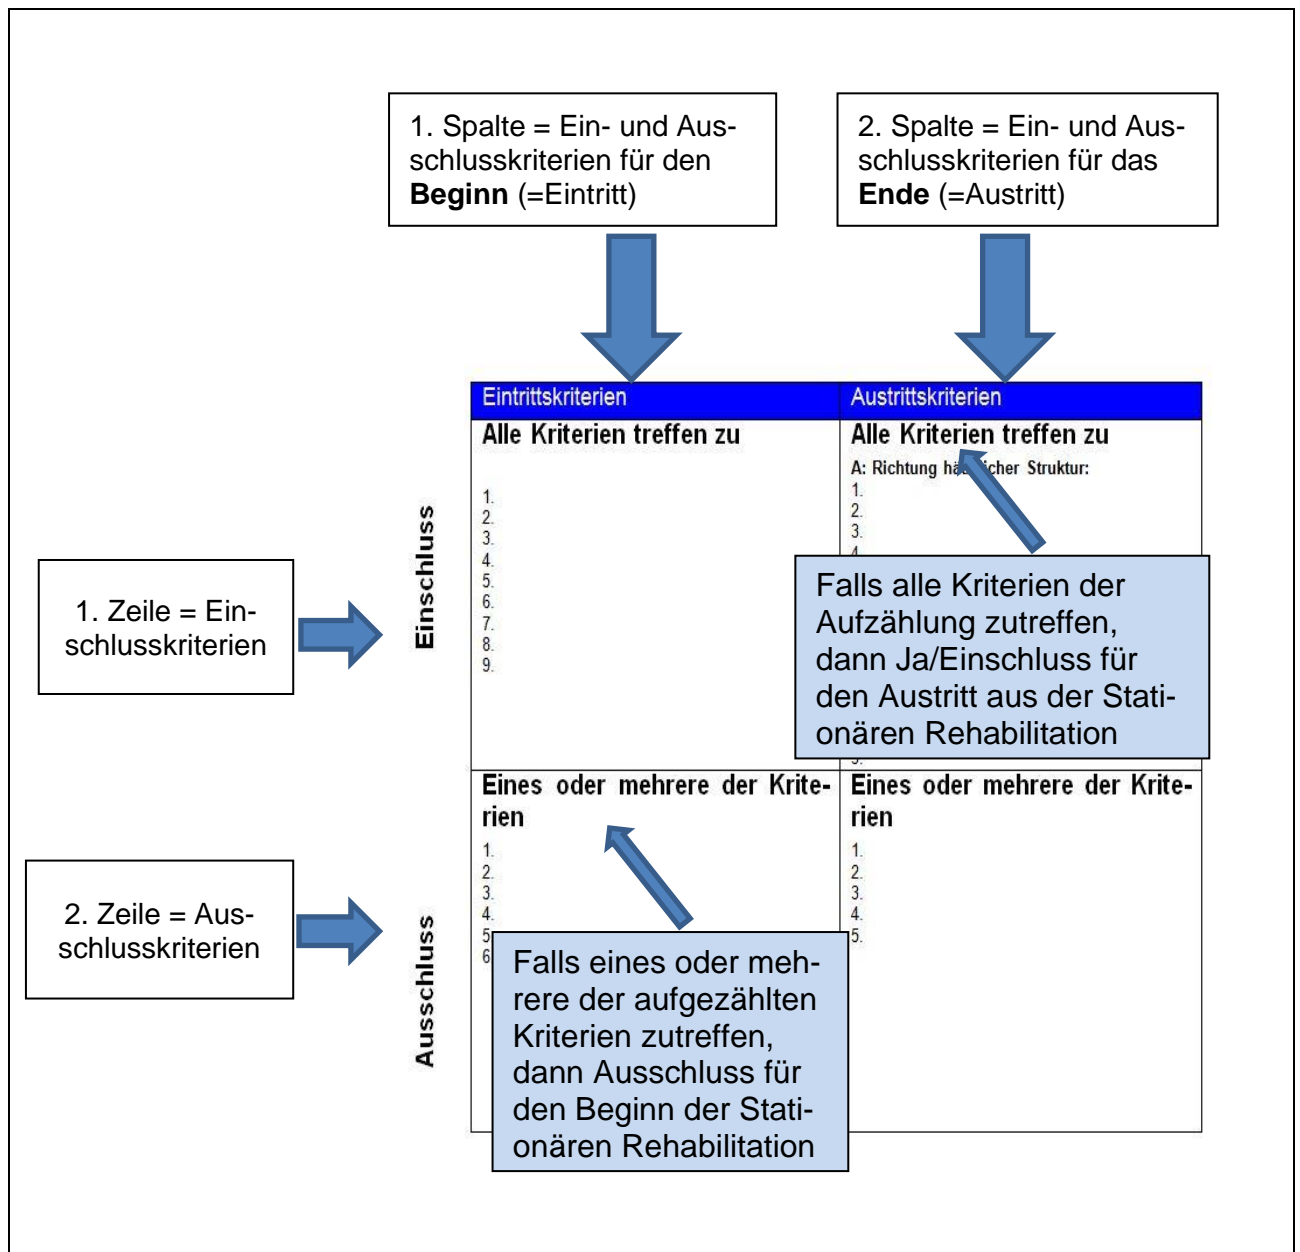 1. Spalte = Ein- und Aus-
schlusskriterien für den
Beginn (=Eintritt)
2. Spalte = Ein- und Aus-
schlusskriterien für das
Ende (=Austritt)
Eintrittskriterien
Austrittskriterien
Alle Kriterien treffen zu
1.
2.
3.
4.
5.
6.
7.
8.
9.
Alle Kriterien treffen zu
A: Richtung Struktur:
1.
2.
3.
Einschluss
1. Zeile = Ein-
schlusskriterien
Falls alle Kriterien der
Aufzählung zutreffen,
dann Ja/Einschluss für
den Austritt aus der Stati-
onären Rehabilitation
Eines oder mehrere der Krite-
rien
1.
2.
3.
4.
5
6
Eines oder mehrere der Krite-
rien
1.
2.
3.
4.
5.
Ausschluss
2. Zeile = Aus-
schlusskriterien
Falls eines oder meh-
rere der aufgezählten
Kriterien zutreffen,
dann Ausschluss für
den Beginn der Stati-
onären Rehabilitation